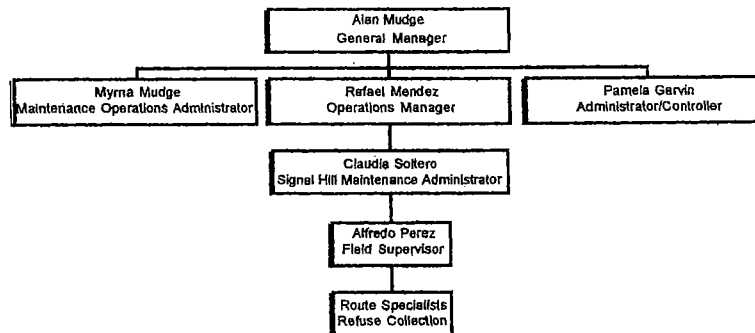 Alan Mudge
General Manager
Myrna Mudge
Maintenance Operations Administrator
Rafael Mendez
Operations Manager
Pamela Garvin
Administrator/Controller
Claudia Soltero
Signal Hill Maintenance Administrator
Alfredo Perez
Field Supervisor
Route Specialists
Refuse Collection